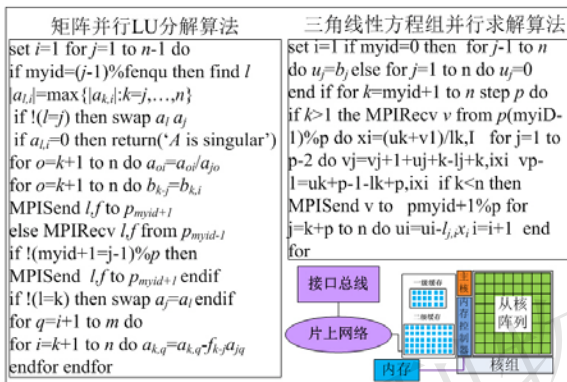 矩阵并行LU分解算法
set i=1 for j=1 to n-1 do
if myid=(j-1)%fenqu then find l
|al,i|=max{|ak,i|:k=j,…,n}
if !(l=j) then swap al aj
if al,i=0 then return('A is singular')
for o=k+1 to n do aoi=aoi/ajo
for o=k+1 to n do bk-j=bk,i
MPISend l,f to pmyid+1
else MPIRecv l,f from pmyid-1
if !(myid+1=j-1)%p then
MPISend l,f to pmyid+1 endif
if !(l=k) then swap aj=al endif
for q=i+1 to m do
for i=k+1 to n do ak,q=ak,q-fk-jajq
endfor endfor
三角线性方程组并行求解算法
set i=1 if myid=0 then for j-1 to n
do uj=bj else for j=1 to n do uj=0
end if for k=myid+1 to n step p do
if k>1 the MPIRecv v from p(myiD-
1)%p do xi=(uk+v1)/lk,I for j=1 to
p-2 do vj=vj+1+uj+k-lj+k,ixi vp-
1=uk+p-1-lk+p,ixi if k<n then
MPISend v to pmyid+1%p for
j=k+p to n do ui=ui-lj,ixi i=i+1 end
for
接口总线
片上网络
内存
一级缓存
二级缓存
主核
内存控制器
从核
阵列
核组